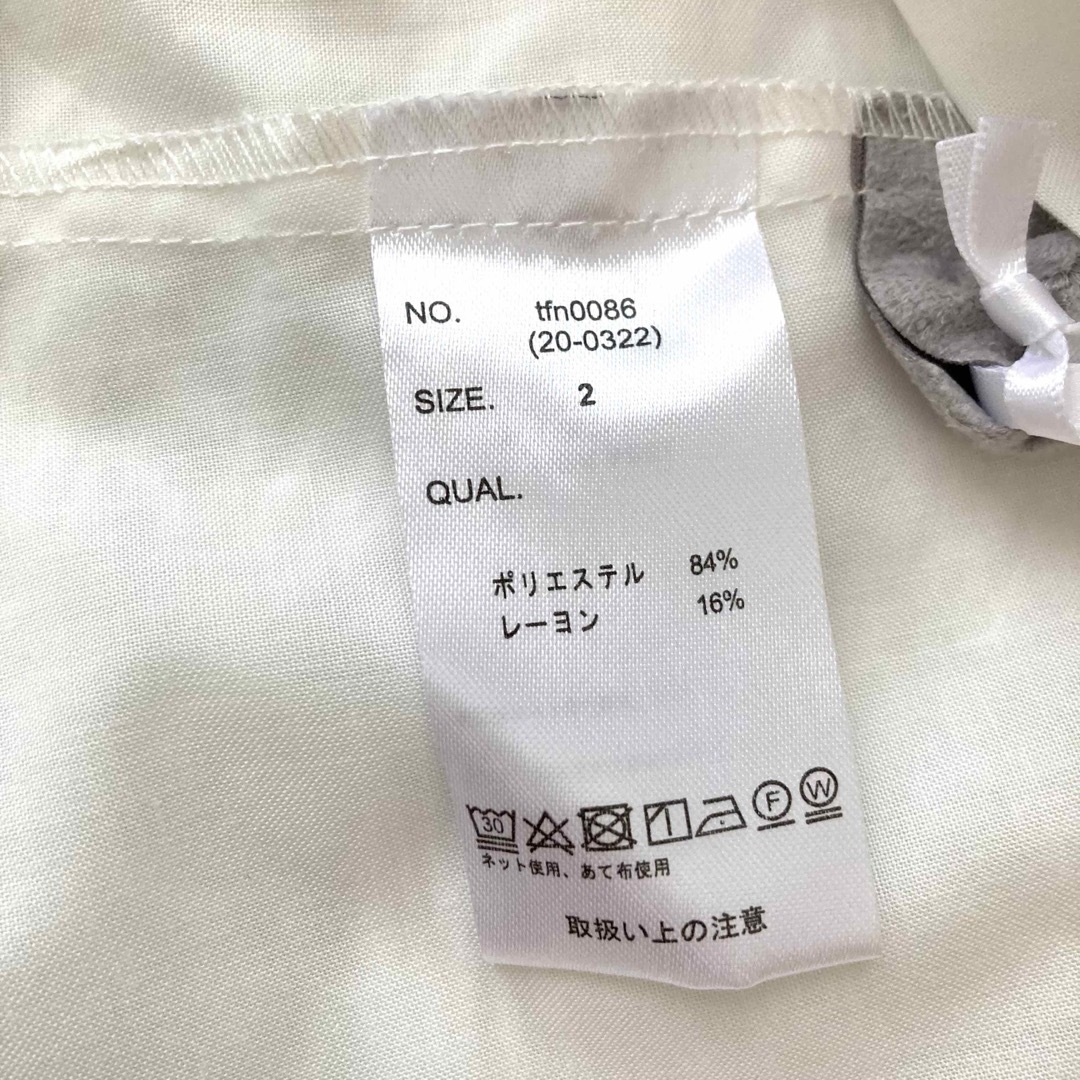 NO. tfn0086
(20-0322)
SIZE. 2
QUAL.
ポリエステル 84%
レーヨン 16%
30 F W
ネット使用、あて布使用
取扱い上の注意